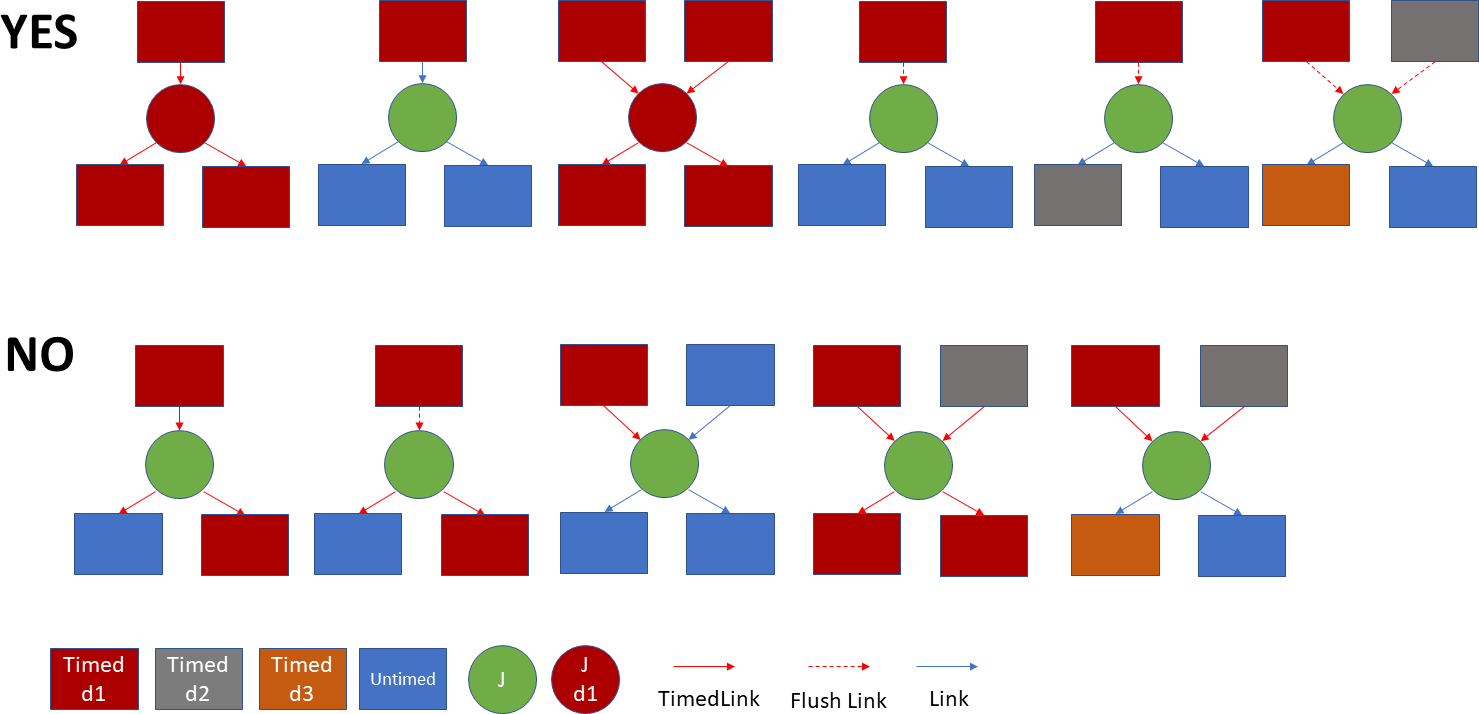 YES
NO
Timed
d1
Timed
d2
Timed
d3
Untimed
J
J
d1
TimedLink
Flush Link
Link